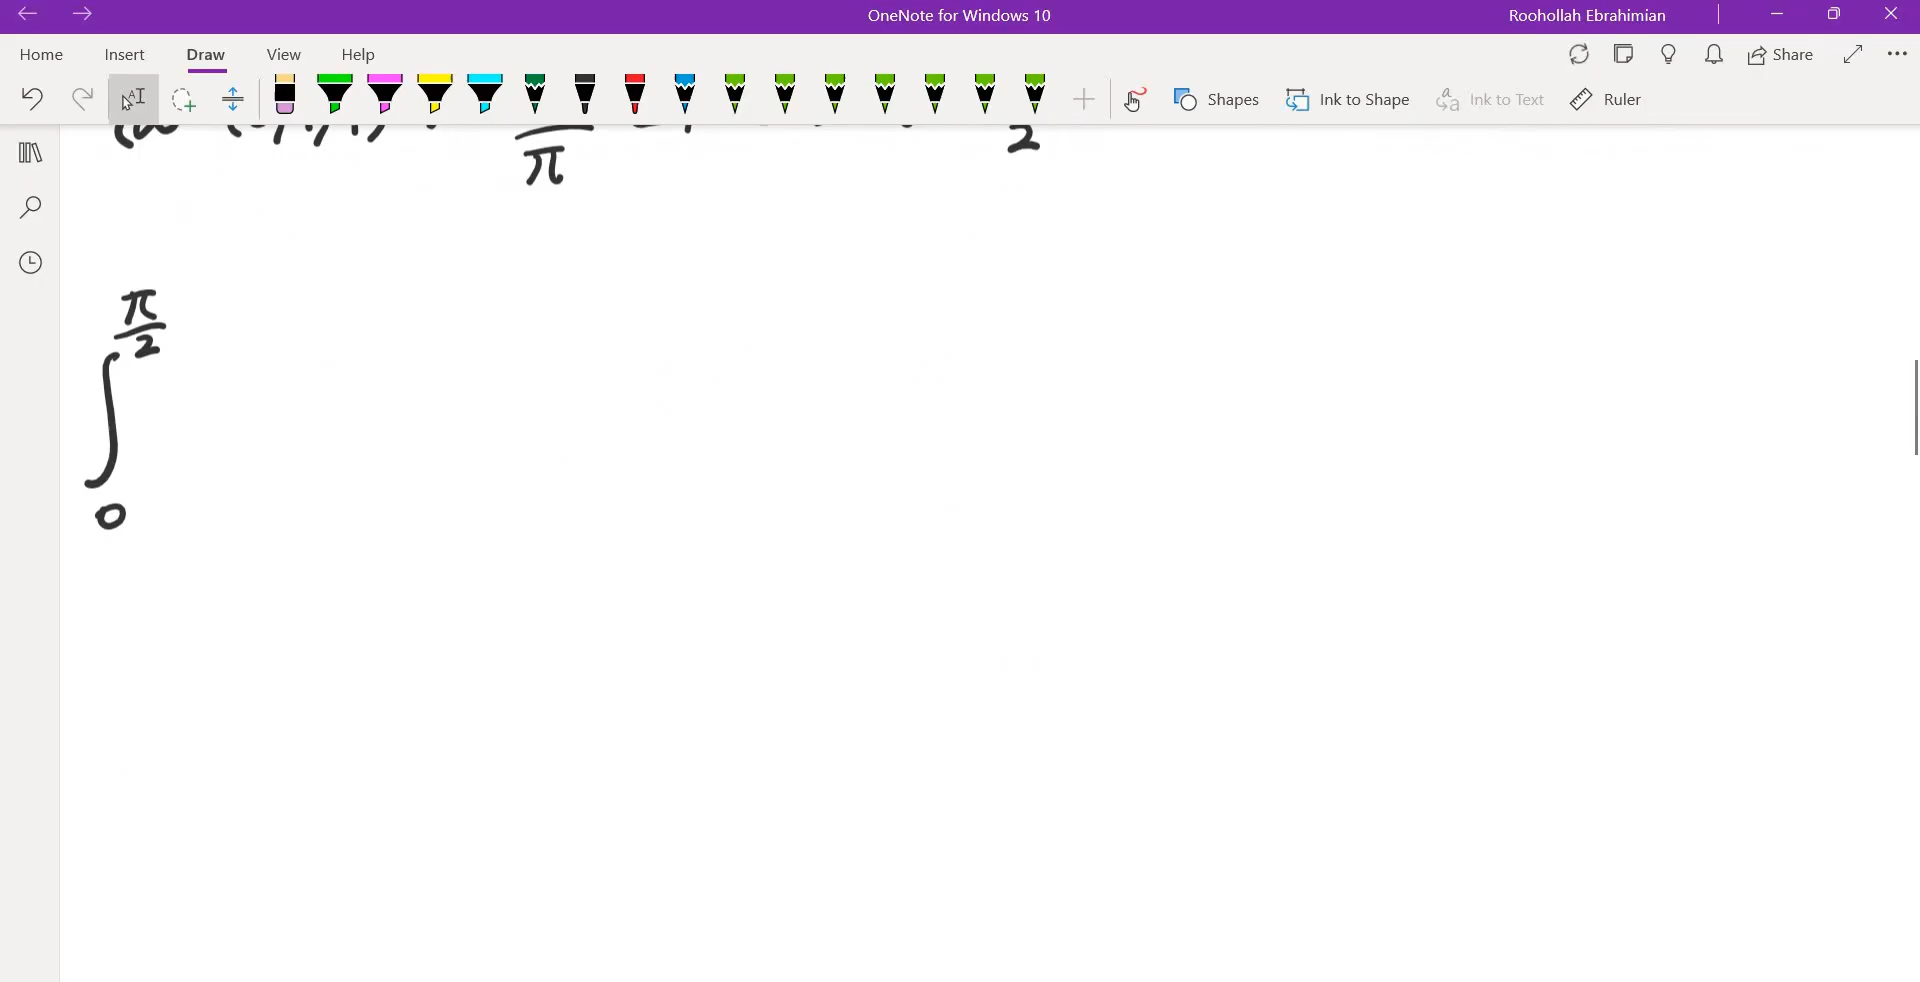 OneNote for Windows 10 Roohollah Ebrahimian
Home Insert Draw View Help Share
Shapes Ink to Shape Ink to Text Ruler
π 2
π
2
∫
0